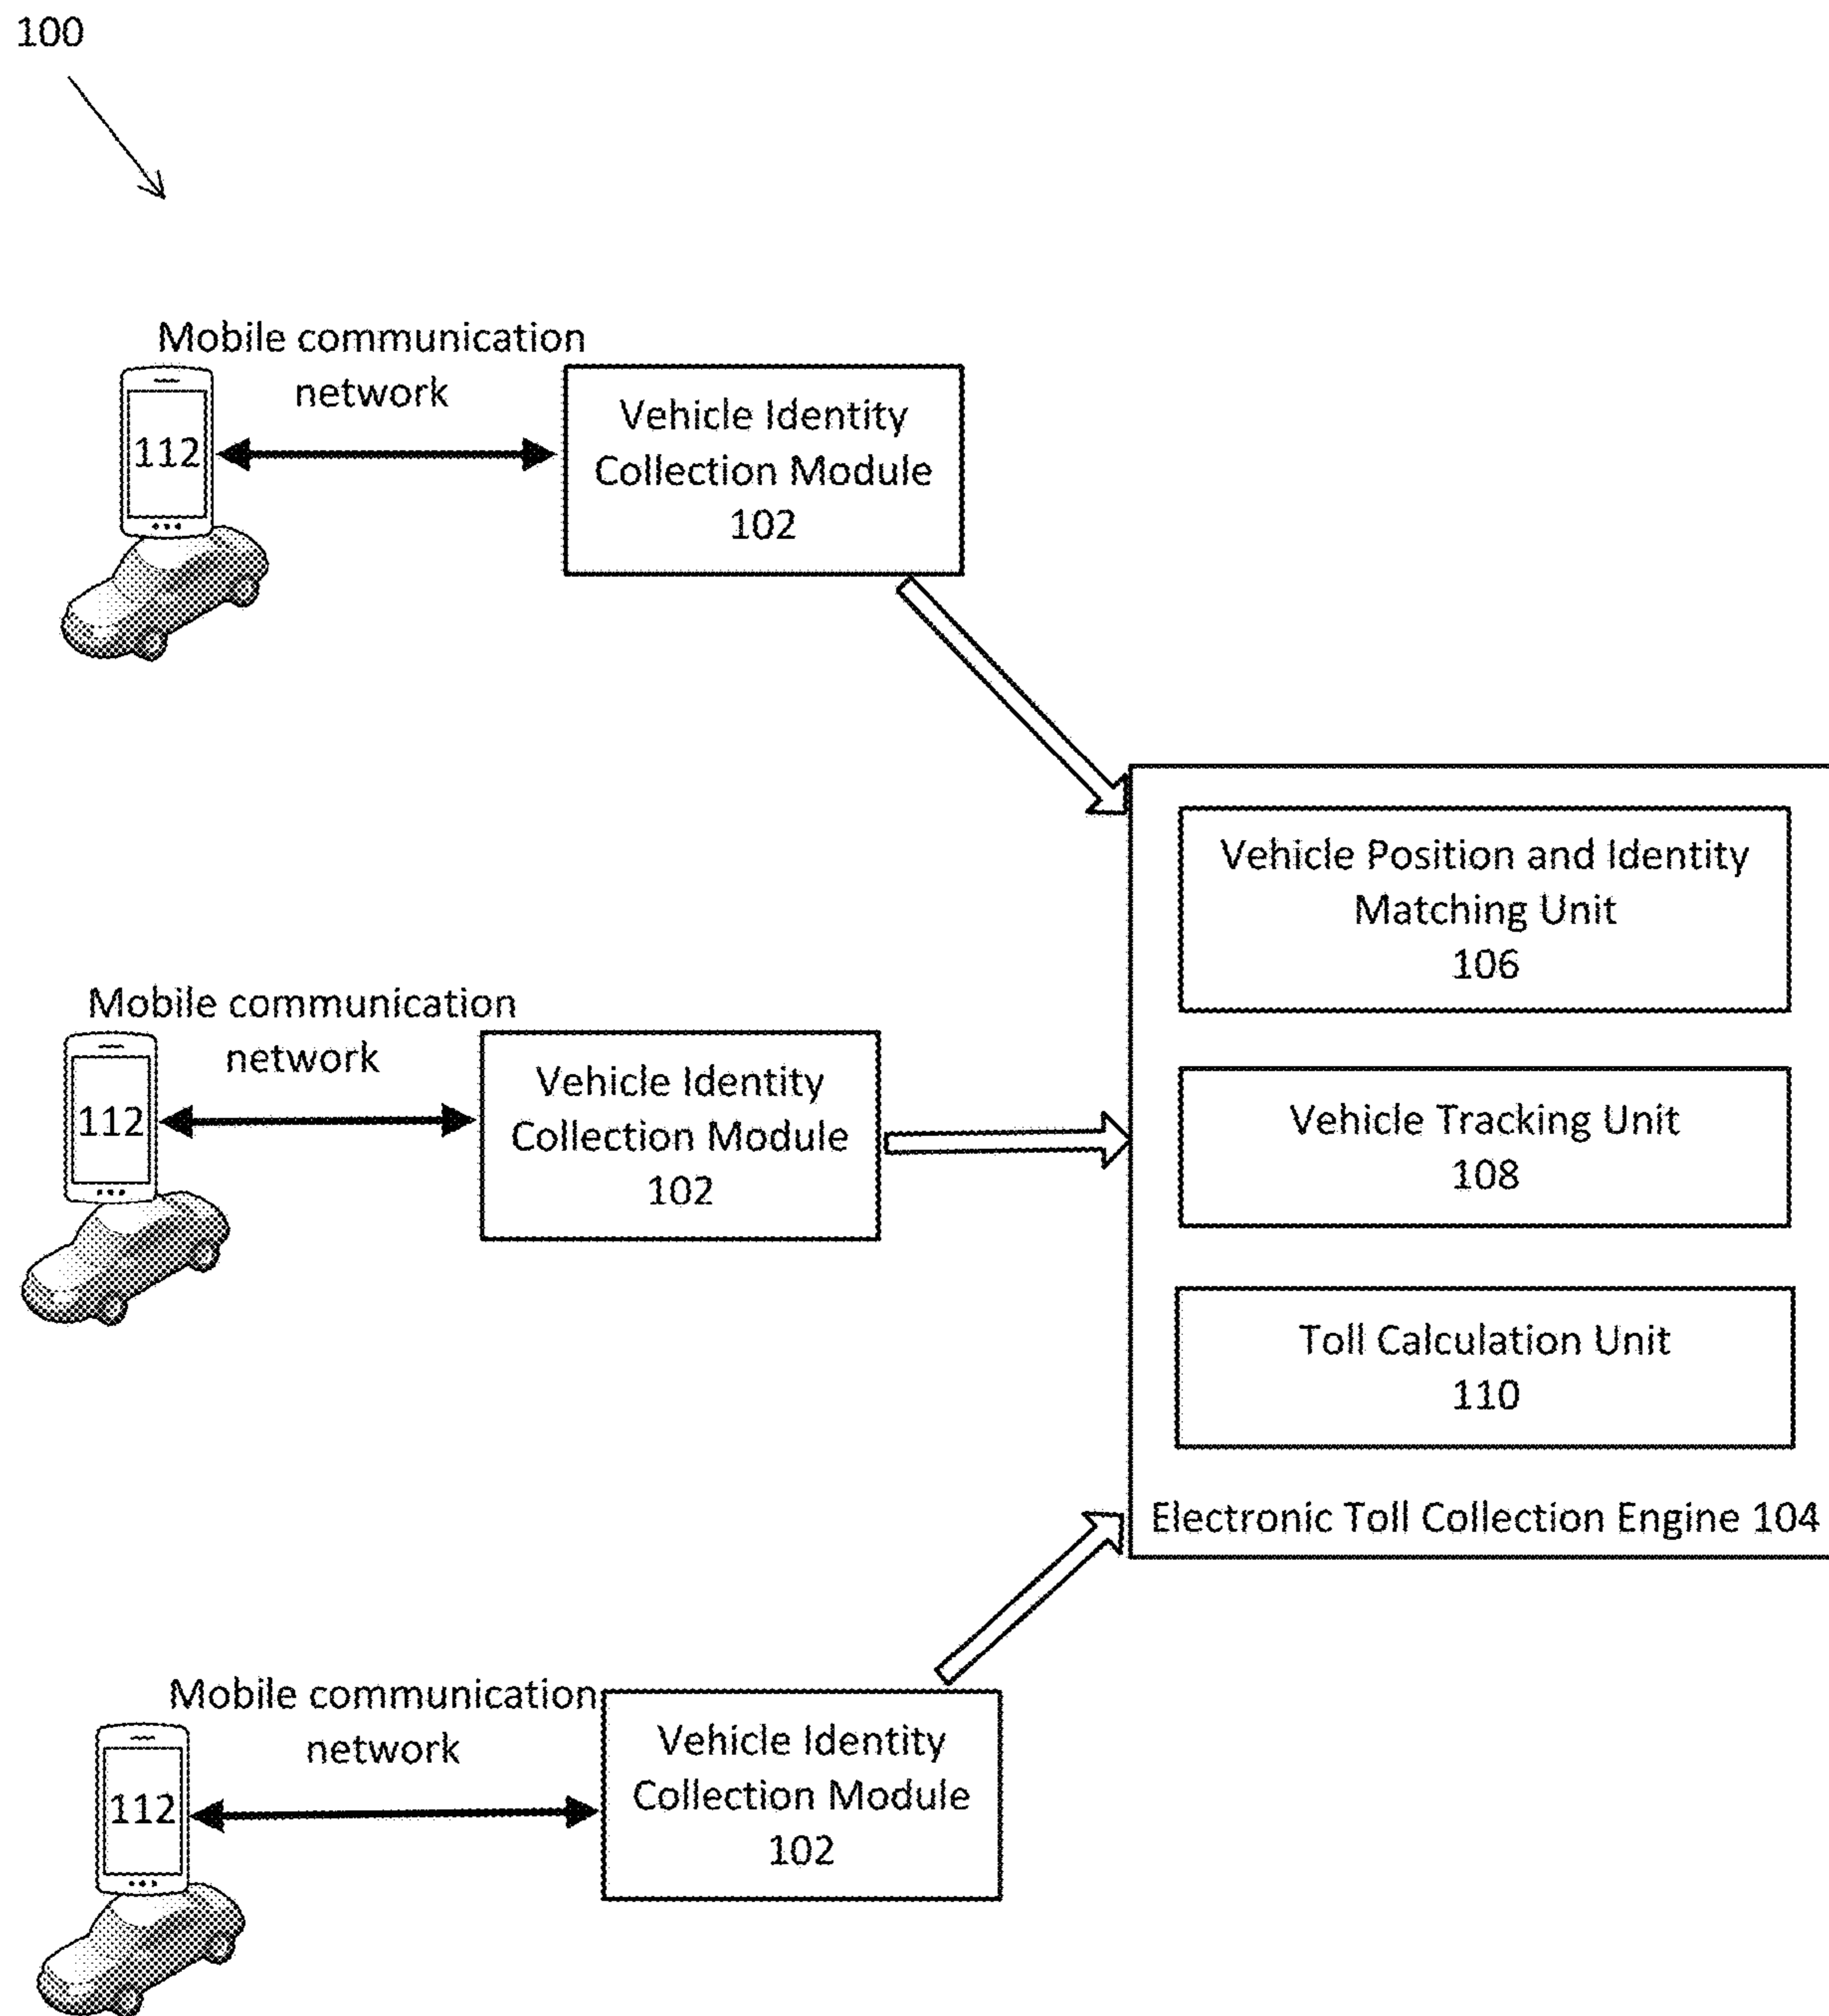 100
Mobile communication
network
112
Vehicle Identity
Collection Module
102
Vehicle Position and Identity
Matching Unit
106
Mobile communication
network
112
Vehicle Identity
Collection Module
102
Vehicle Tracking Unit
108
Toll Calculation Unit
110
Electronic Toll Collection Engine 104
Mobile communication
network
112
Vehicle Identity
Collection Module
102